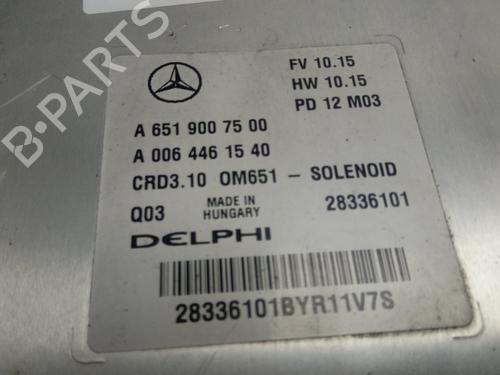 FV 10.15
HW 10.15
PD 12 M03
A 651 900 75 00
A 006 446 15 40
CRD3.10 OM651 - SOLENOID
Q03 MADE IN HUNGARY 28336101
DELPHI
28336101BYR11V7S
B-PARTS